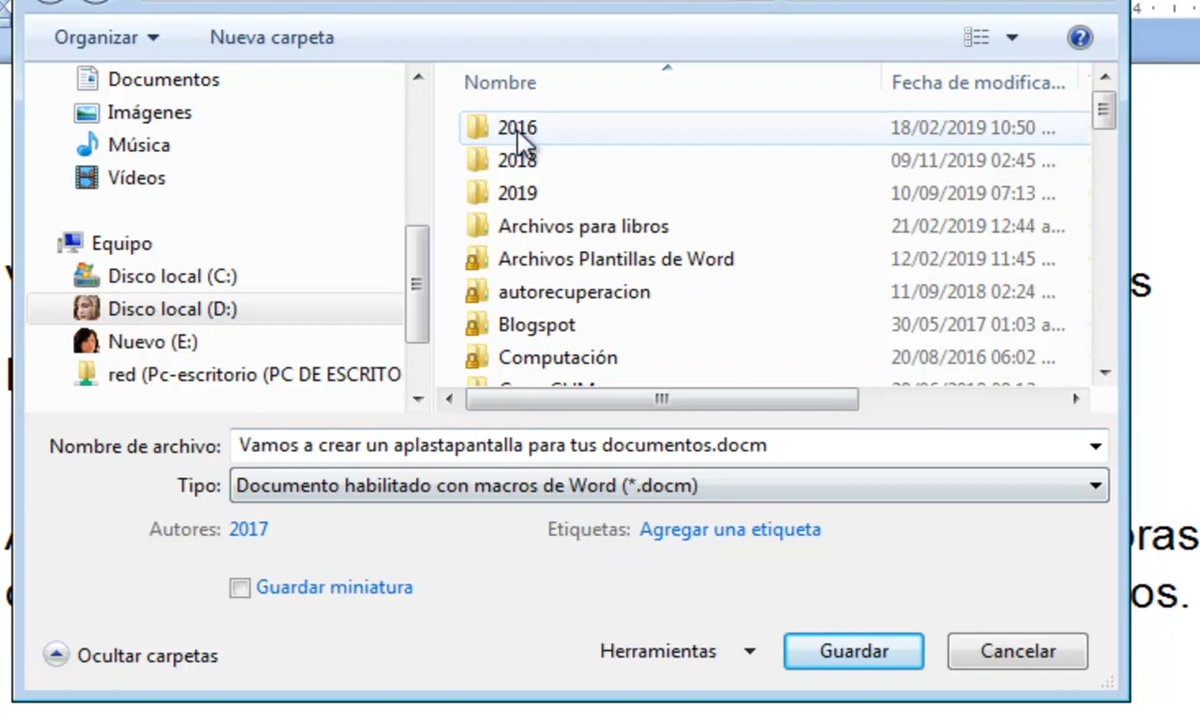 Organizar Nueva carpeta
Documentos
Imágenes
Música
Vídeos
Equipo
Disco local (C:)
Disco local (D:)
Nuevo (E:)
red (Pc-escritorio (PC DE ESCRITO
Nombre Fecha de modifica...
2016 18/02/2019 10:50 ...
2018 09/11/2019 02:45 ...
2019 10/09/2019 07:13 ...
Archivos para libros 21/02/2019 12:44 a...
Archivos Plantillas de Word 12/02/2019 11:45 ...
autorecuperacion 11/09/2018 02:24 ...
Blogspot 30/05/2017 01:03 a...
Computación 20/08/2016 06:02 ...
Nombre de archivo: Vamos a crear un aplastapantalla para tus documentos.docm
Tipo: Documento habilitado con macros de Word (*.docm)
Autores: 2017 Etiquetas: Agregar una etiqueta
Guardar miniatura
Ocultar carpetas Herramientas Guardar Cancelar
4
s
oras
os.